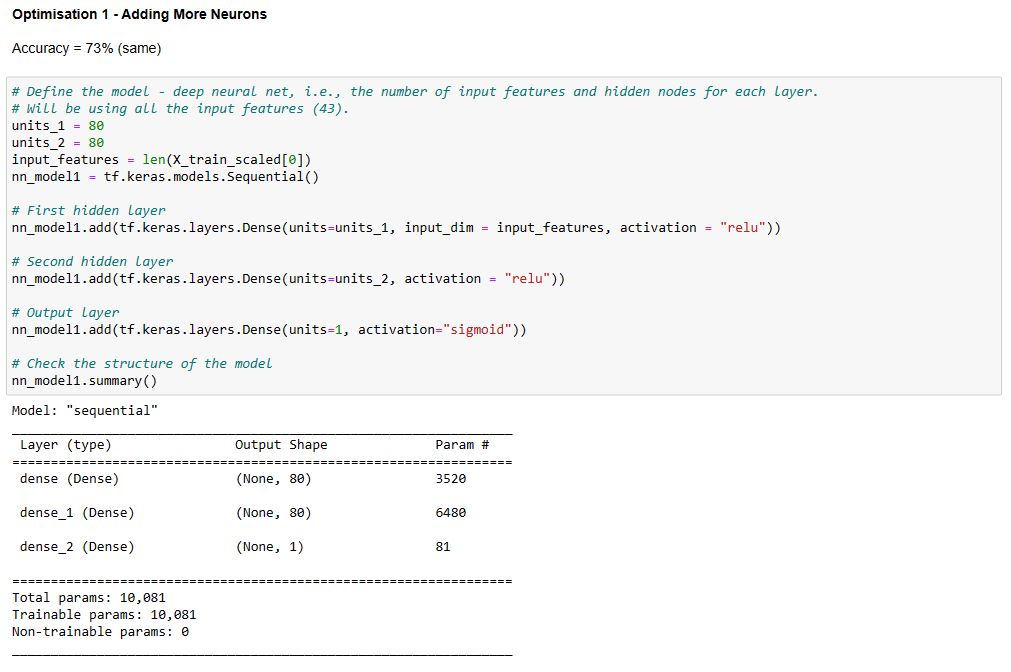 Optimisation 1 - Adding More Neurons
Accuracy = 73% (same)
# Define the model - deep neural net, i.e., the number of input features and hidden nodes for each layer.
# Will be using all the input features (43).
units_1 = 80
units_2 = 80
input_features = len(X_train_scaled[0])
nn_model1 = tf.keras.models.Sequential()
# First hidden layer
nn_model1.add(tf.keras.layers.Dense(units=units_1, input_dim = input_features, activation = "relu"))
# Second hidden layer
nn_model1.add(tf.keras.layers.Dense(units=units_2, activation = "relu"))
# Output layer
nn_model1.add(tf.keras.layers.Dense(units=1, activation="sigmoid"))
# Check the structure of the model
nn_model1.summary()
Model: "sequential"
Layer (type) Output Shape Param #
dense (Dense) (None, 80) 3520
dense_1 (Dense) (None, 80) 6480
dense_2 (Dense) (None, 1) 81
Total params: 10,081
Trainable params: 10,081
Non-trainable params: 0